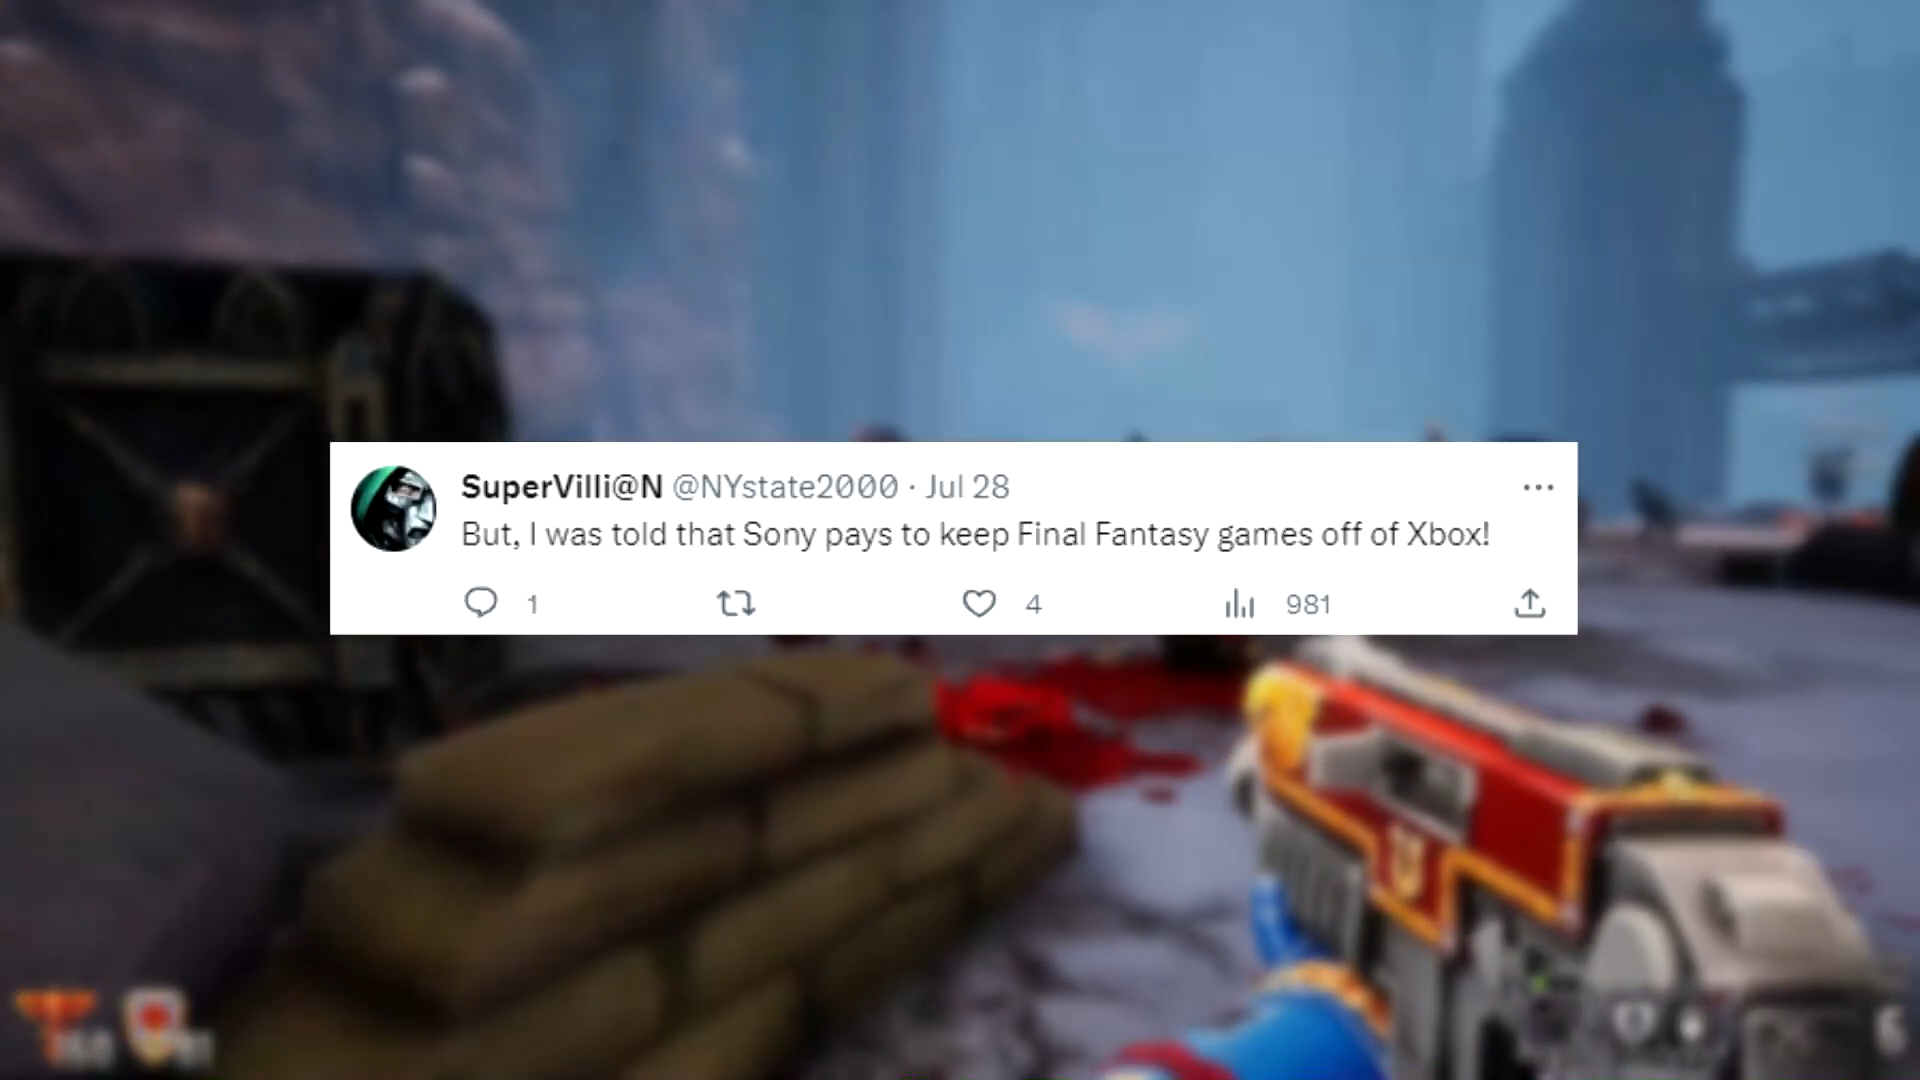 SuperVilli@N @NYstate2000 · Jul 28
But, I was told that Sony pays to keep Final Fantasy games off of Xbox!
1 4 981